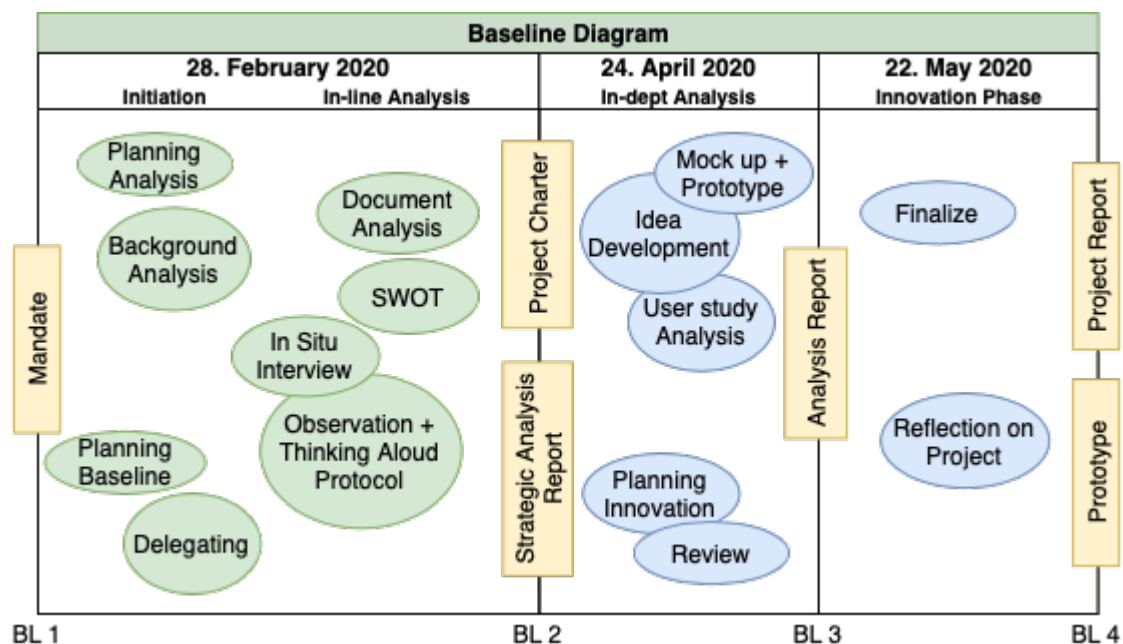 Baseline Diagram
28. February 2020
24. April 2020
22. May 2020
Initiation
In-line Analysis
In-dept Analysis
Innovation Phase
Mandate
Planning
Analysis
Background
Analysis
Document
Analysis
SWOT
In Situ
Interview
Observation +
Thinking Aloud
Protocol
Planning
Baseline
Delegating
Project Charter
Strategic Analysis
Report
Mock up +
Prototype
Idea
Development
User study
Analysis
Planning
Innovation
Review
Analysis Report
Finalize
Reflection on
Project
Project Report
Prototype
BL 1
BL 2
BL 3
BL 4